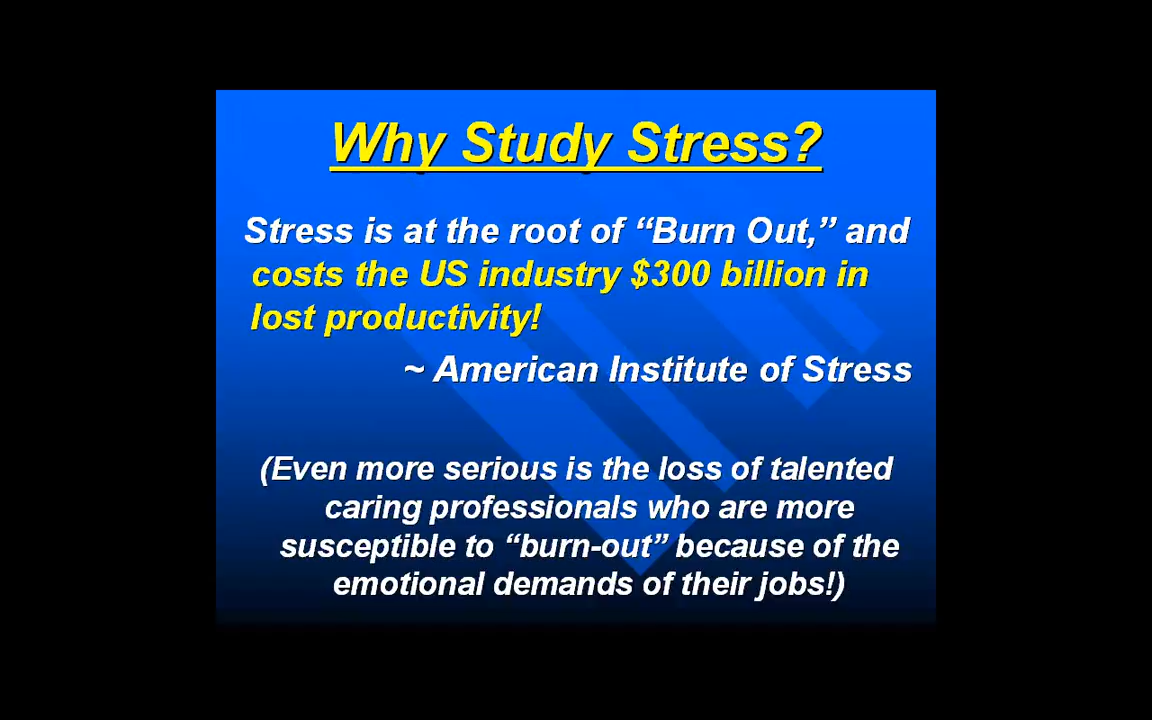 Why Study Stress?
Stress is at the root of “Burn Out,” and
costs the US industry $300 billion in
lost productivity!
~ American Institute of Stress
(Even more serious is the loss of talented
caring professionals who are more
susceptible to “burn-out” because of the
emotional demands of their jobs!)